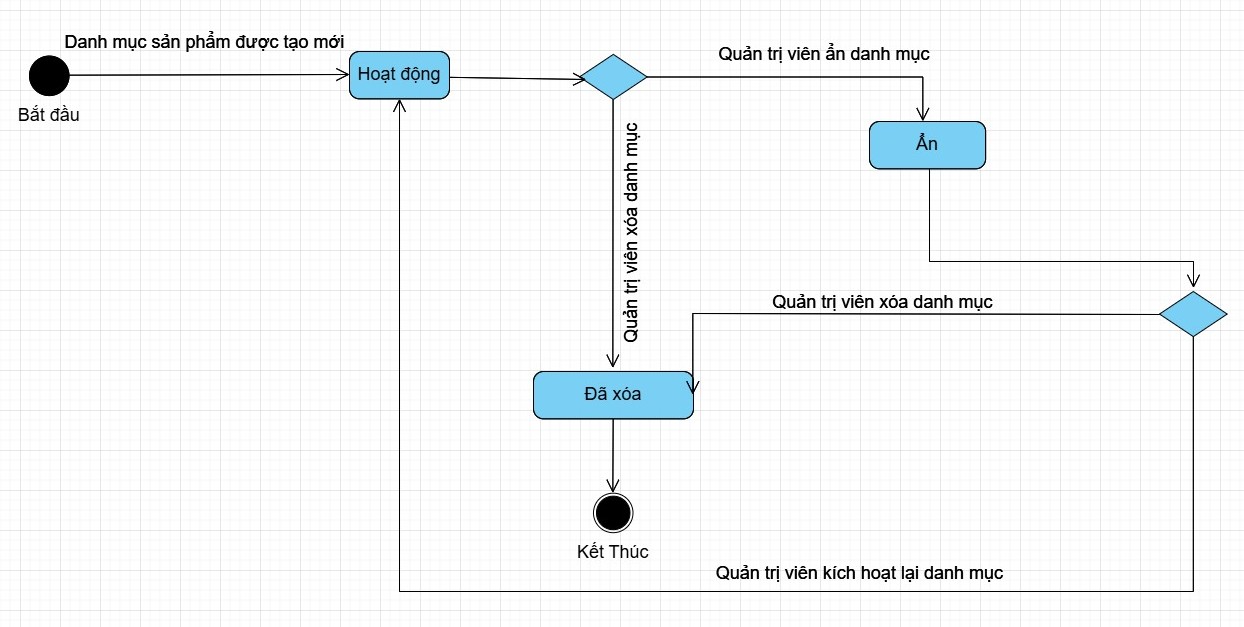 Danh mục sản phẩm được tạo mới
Quản trị viên ẩn danh mục
Hoạt động
Bắt đầu
Ẩn
Quản trị viên xóa danh mục
Quản trị viên xóa danh mục
Đã xóa
Kết Thúc
Quản trị viên kích hoạt lại danh mục